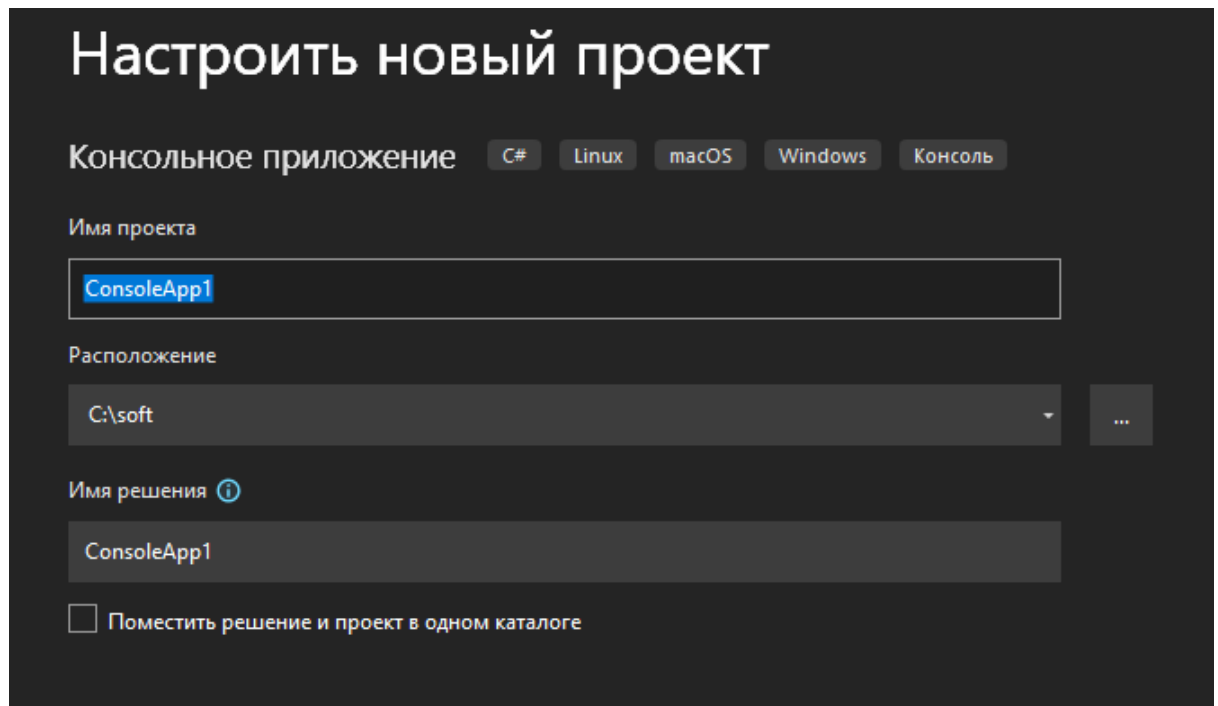 Настроить новый проект
Консольное приложение C# Linux macOS Windows Консоль
Имя проекта
ConsoleApp1
Расположение
C:\soft ...
Имя решения
ConsoleApp1
Поместить решение и проект в одном каталоге